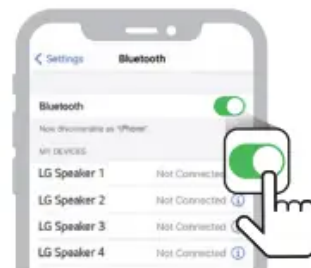 Settings Bluetooth
Bluetooth
Now discoverable as "iPhone".
MY DEVICES
LG Speaker 1 Not Connected
LG Speaker 2 Not Connected
LG Speaker 3 Not Connected
LG Speaker 4 Not Connected